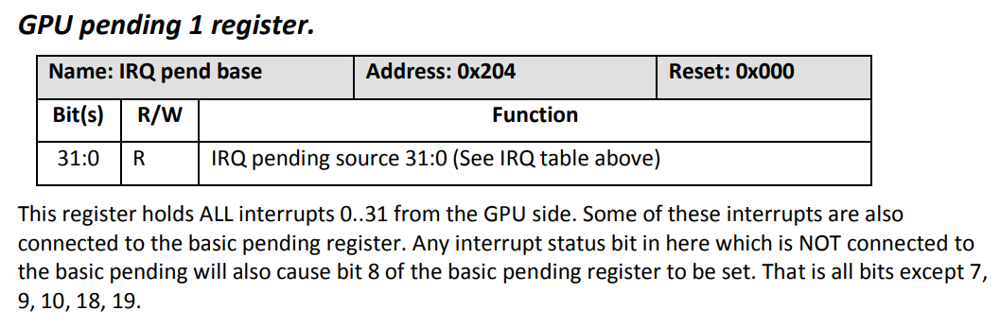 GPU pending 1 register.
Name: IRQ pend base Address: 0x204 Reset: 0x000
Bit(s) R/W Function
31:0 R IRQ pending source 31:0 (See IRQ table above)
This register holds ALL interrupts 0..31 from the GPU side. Some of these interrupts are also
connected to the basic pending register. Any interrupt status bit in here which is NOT connected to
the basic pending will also cause bit 8 of the basic pending register to be set. That is all bits except 7,
9, 10, 18, 19.